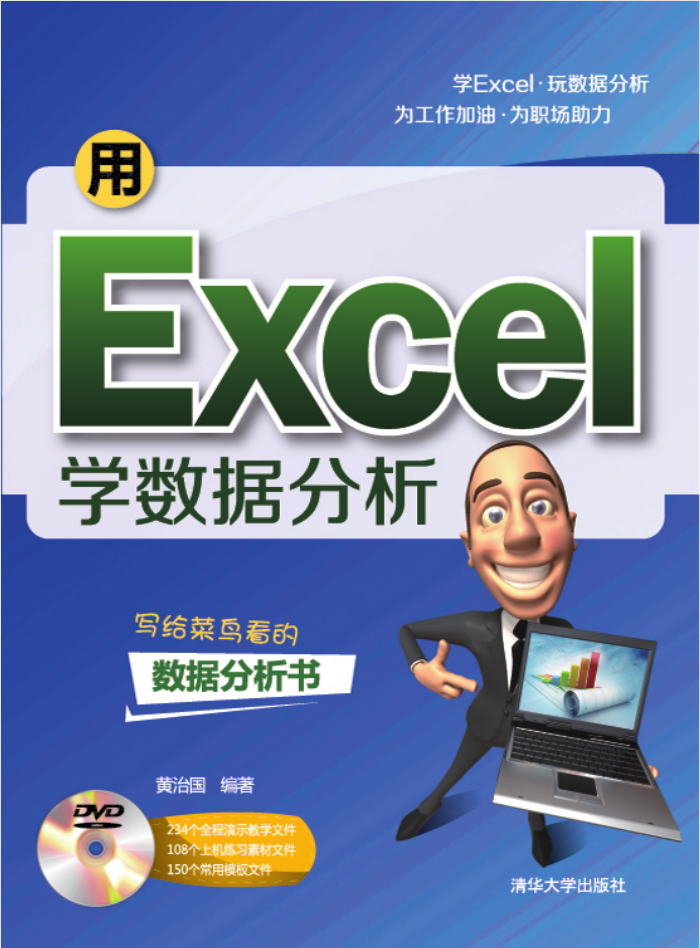 学Excel·玩数据分析
为工作加油·为职场助力
用
Excel
学数据分析
写给菜鸟看的
数据分析书
黄治国 编著
DVD
234个全程演示教学文件
108个上机练习素材文件
150个常用模板文件
清华大学出版社